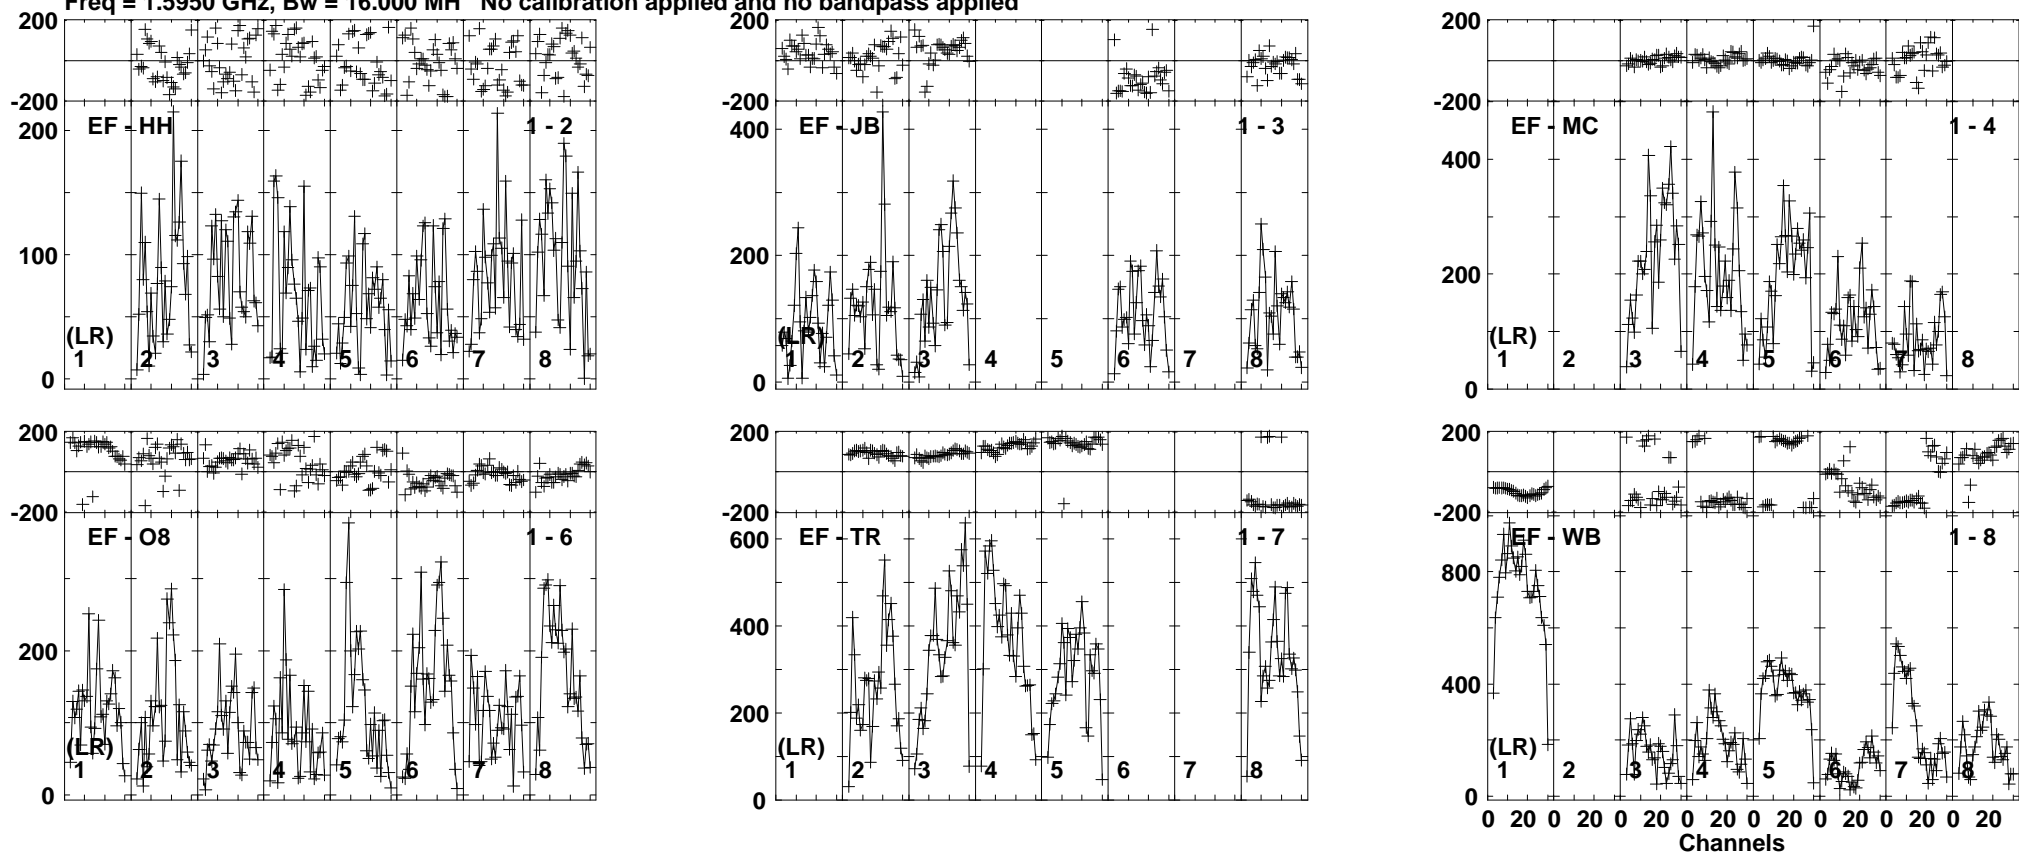 Freq = 1.5950 GHz, Bw = 16.000 MH No calibration applied and no bandpass applied
200
-200
200
100
0
EF - HH
1 - 2
(LR)
1 2 3 4 5 6 7 8
200
-200
400
200
0
EF - JB
1 - 3
(LR)
1 2 3 4 5 6 7 8
200
-200
400
200
0
EF - MC
1 - 4
(LR)
1 2 3 4 5 6 7 8
200
-200
200
0
EF - O8
1 - 6
(LR)
1 2 3 4 5 6 7 8
200
-200
600
400
200
0
EF - TR
1 - 7
(LR)
1 2 3 4 5 6 7 8
200
-200
800
400
0
EF - WB
1 - 8
(LR)
1 2 3 4 5 6 7 8
0 20 0 20 0 20 0 20 0 20 0 20 0 20 0 20
Channels